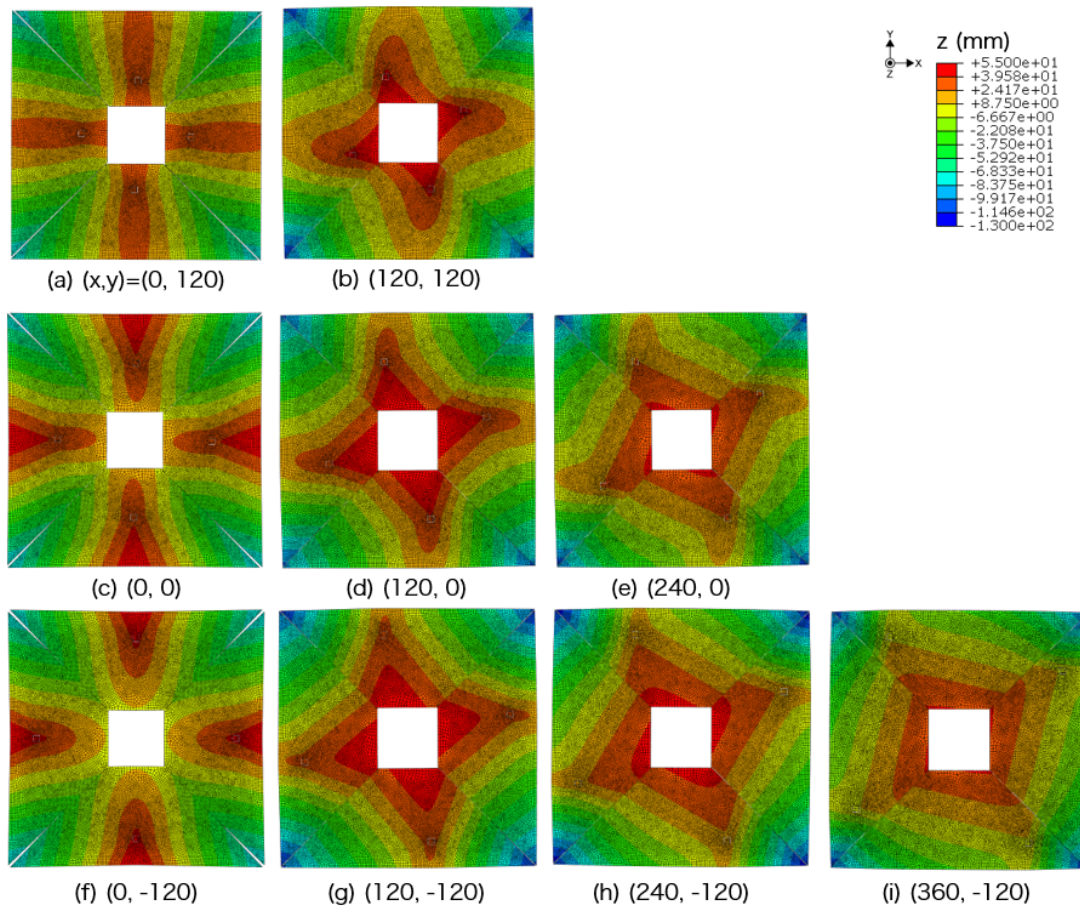 Y
X
Z
z (mm)
+5.500e+01
+3.958e+01
+2.417e+01
+8.750e+00
-6.667e+00
-2.208e+01
-3.750e+01
-5.292e+01
-6.833e+01
-8.375e+01
-9.917e+01
-1.146e+02
-1.300e+02
(a) (x,y)=(0, 120)
(b) (120, 120)
(c) (0, 0)
(d) (120, 0)
(e) (240, 0)
(f) (0, -120)
(g) (120, -120)
(h) (240, -120)
(i) (360, -120)